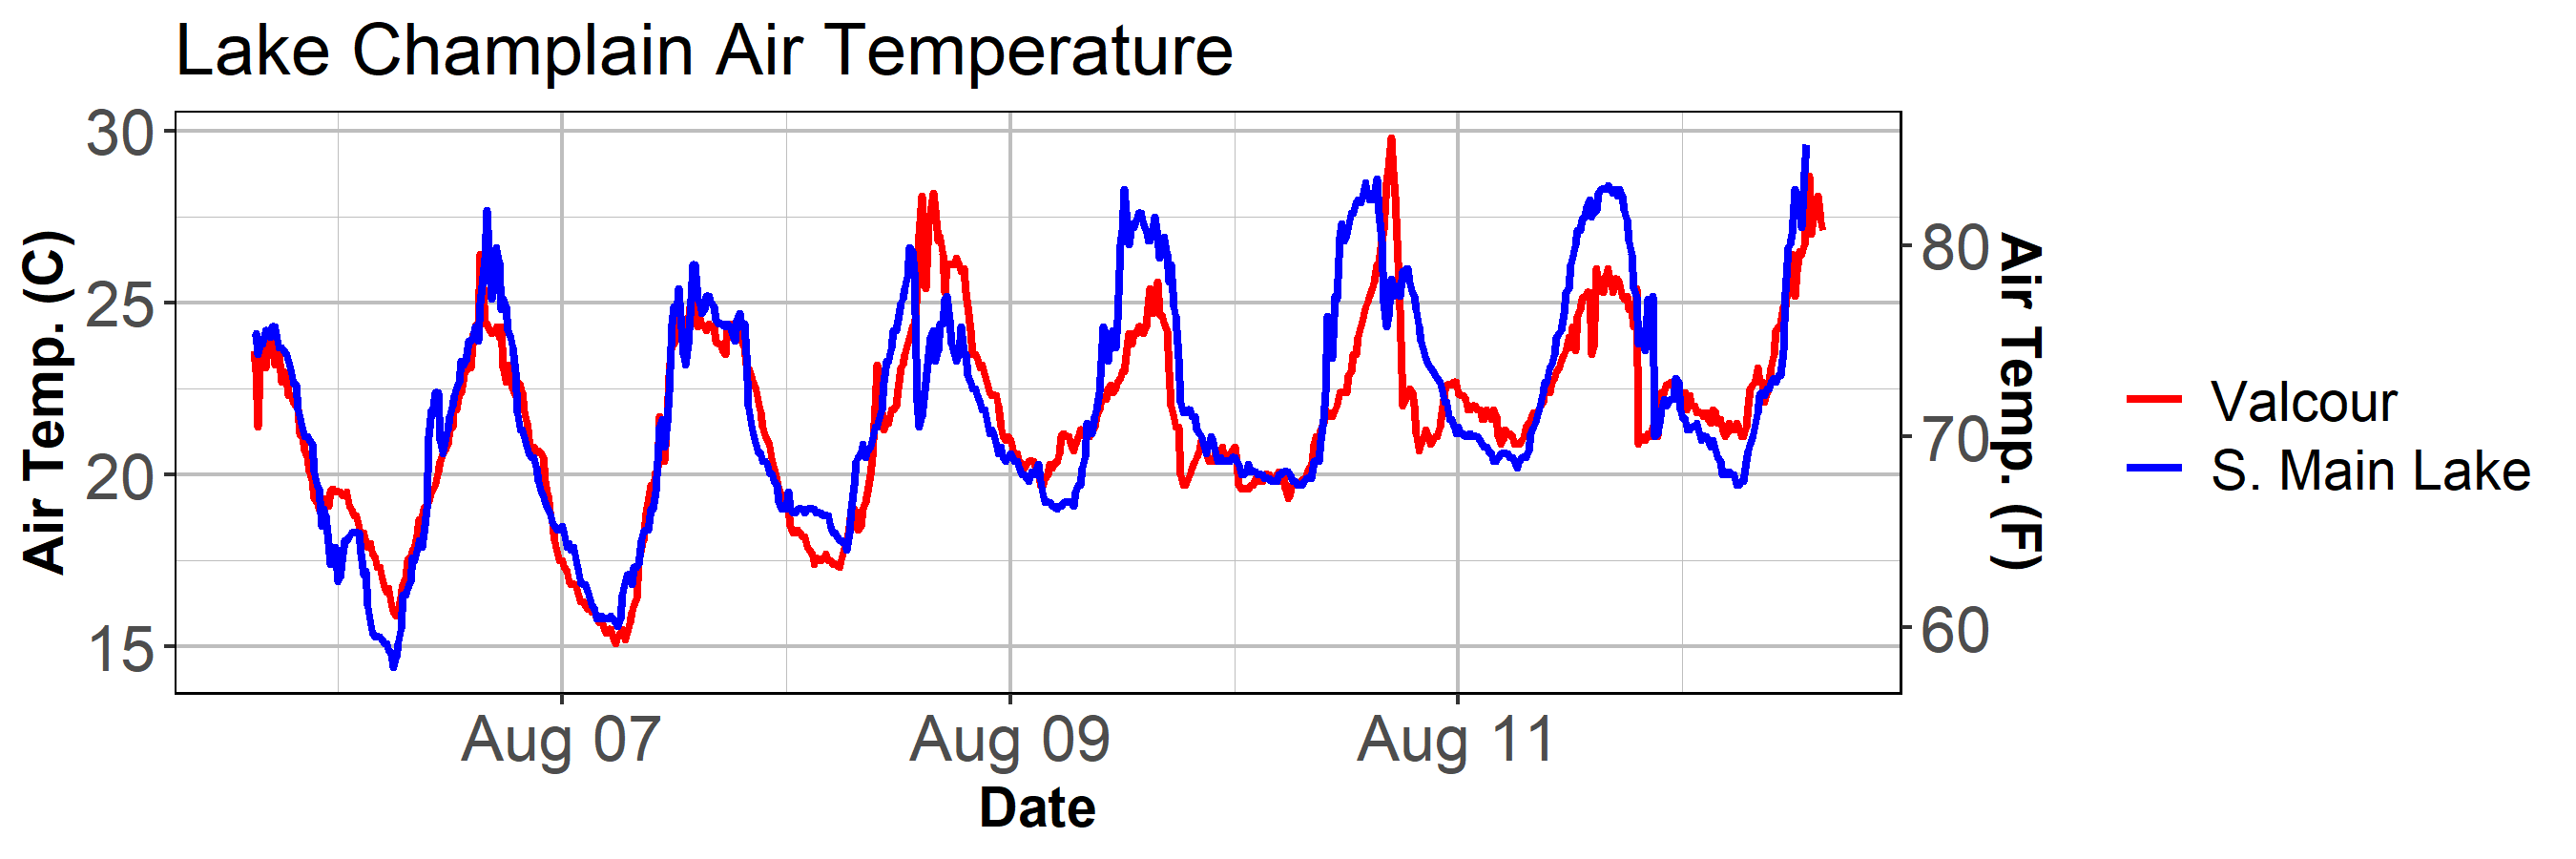 Lake Champlain Air Temperature
Air Temp. (C)
30
25
20
15
80
70
60
Air Temp. (F)
Aug 07
Aug 09
Aug 11
Date
Valcour
S. Main Lake